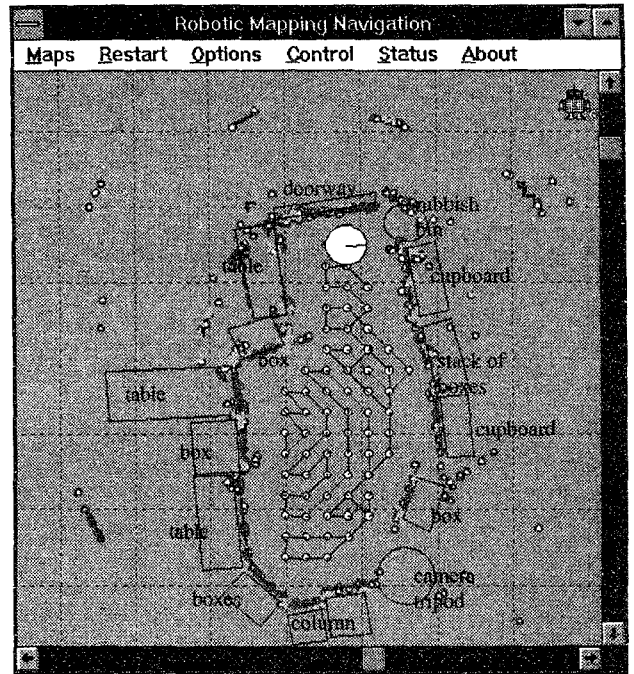 Robotic Mapping Navigation
Maps Restart Options Control Status About
doorway
rubbish
bin
table
cupboard
box
stack of
boxes
table
cupboard
box
box
table
camera
tripod
boxes
column